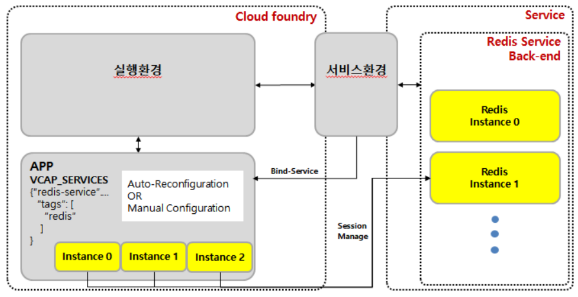 Cloud foundry
Service
Redis Service
Back-end
실행환경
서비스환경
Redis
Instance 0
APP
VCAP_SERVICES
{"redis-service"....
"tags": [
"redis"
]
}
Auto-Reconfiguration
OR
Manual Configuration
Bind-Service
Redis
Instance 1
Session
Manage
Instance 0
Instance 1
Instance 2